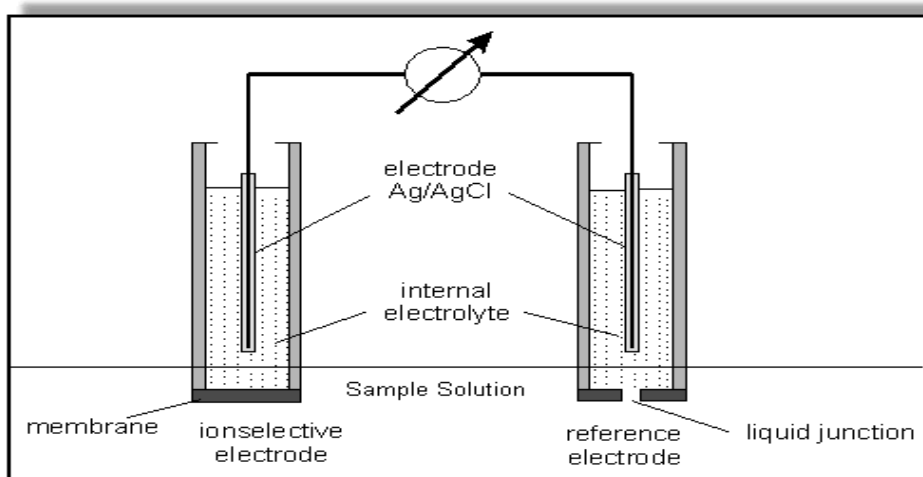 electrode
Ag/AgCl
internal
electrolyte
Sample Solution
membrane
ionselective
electrode
reference
electrode
liquid junction